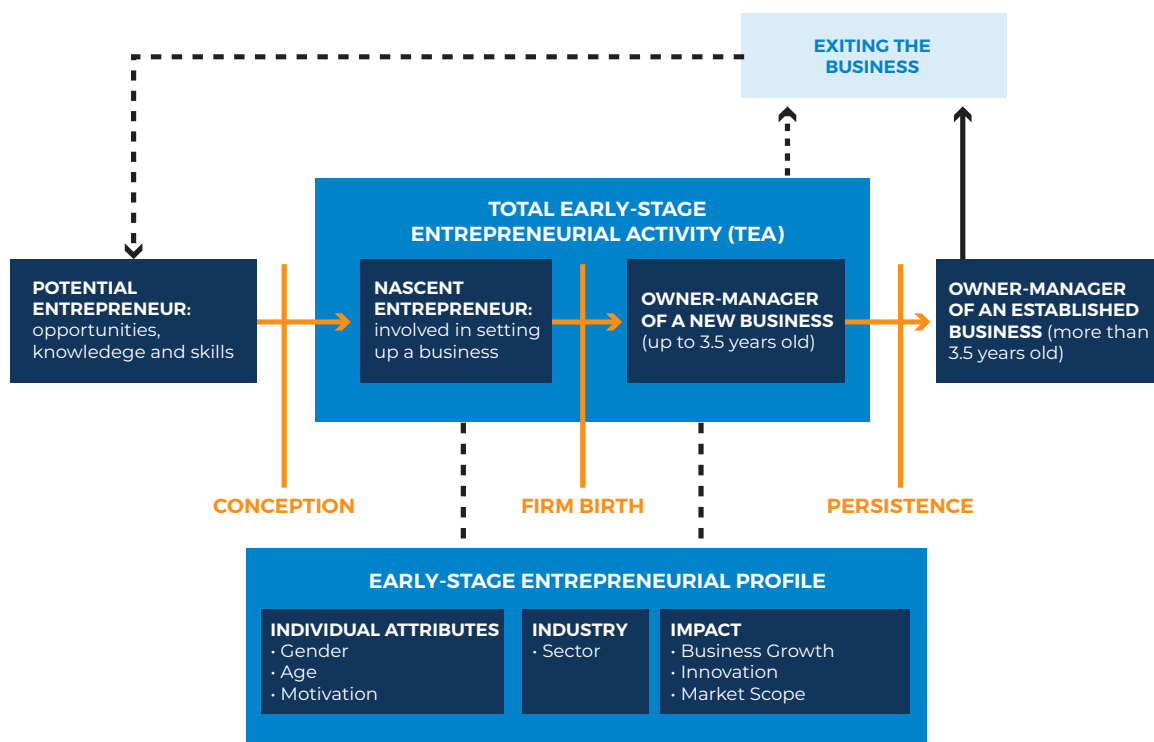 EXITING THE
BUSINESS
TOTAL EARLY-STAGE
ENTREPRENEURIAL ACTIVITY (TEA)
POTENTIAL
ENTREPRENEUR:
opportunities,
knowledege and skills
NASCENT
ENTREPRENEUR:
involved in setting
up a business
OWNER-MANAGER
OF A NEW BUSINESS
(up to 3.5 years old)
OWNER-MANAGER
OF AN ESTABLISHED
BUSINESS (more than
3.5 years old)
CONCEPTION
FIRM BIRTH
PERSISTENCE
EARLY-STAGE ENTREPRENEURIAL PROFILE
INDIVIDUAL ATTRIBUTES
• Gender
• Age
• Motivation
INDUSTRY
• Sector
IMPACT
• Business Growth
• Innovation
• Market Scope